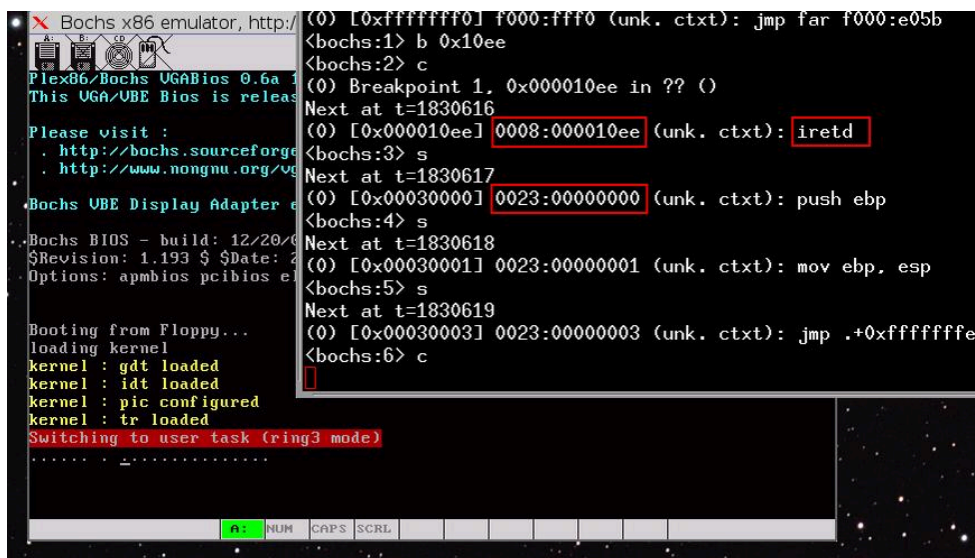 Bochs x86 emulator, http:/
A: B: CD
Plex86/Bochs VGABios 0.6a 1
This VGA/VBE Bios is releas
Please visit :
. http://bochs.sourceforge
. http://www.nongnu.org/vg
Bochs VBE Display Adapter e
Bochs BIOS - build: 12/20/0
$Revision: 1.193 $ $Date: 2
Options: apmbios pcibios el
Booting from Floppy...
loading kernel
kernel : gdt loaded
kernel : idt loaded
kernel : pic configured
kernel : tr loaded
Switching to user task (ring3 mode)
...... . ...............
A: NUM CAPS SCRL
(0) [0xfffffff0] f000:fff0 (unk. ctxt): jmp far f000:e05b
<bochs:1> b 0x10ee
<bochs:2> c
(0) Breakpoint 1, 0x000010ee in ?? ()
Next at t=1830616
(0) [0x000010ee] 0008:000010ee (unk. ctxt): iretd
<bochs:3> s
Next at t=1830617
(0) [0x00030000] 0023:00000000 (unk. ctxt): push ebp
<bochs:4> s
Next at t=1830618
(0) [0x00030001] 0023:00000001 (unk. ctxt): mov ebp, esp
<bochs:5> s
Next at t=1830619
(0) [0x00030003] 0023:00000003 (unk. ctxt): jmp .+0xfffffffe
<bochs:6> c